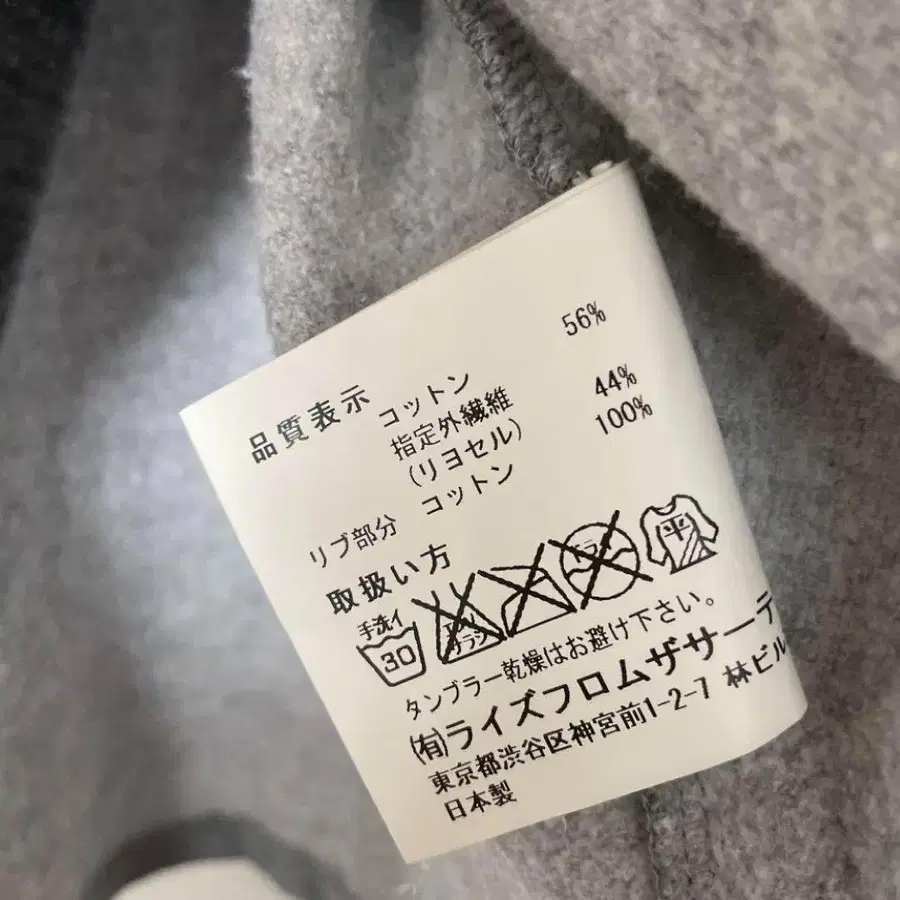 品質表示 コットン 56%
指定外繊維
(リヨセル) 44%
リブ部分 コットン 100%
取扱い方
手洗イ
30
平
タンブラー乾燥はお避け下さい。
(有)ライズフロムザサーデ
東京都渋谷区神宮前1-2-7 林ビル
日本製